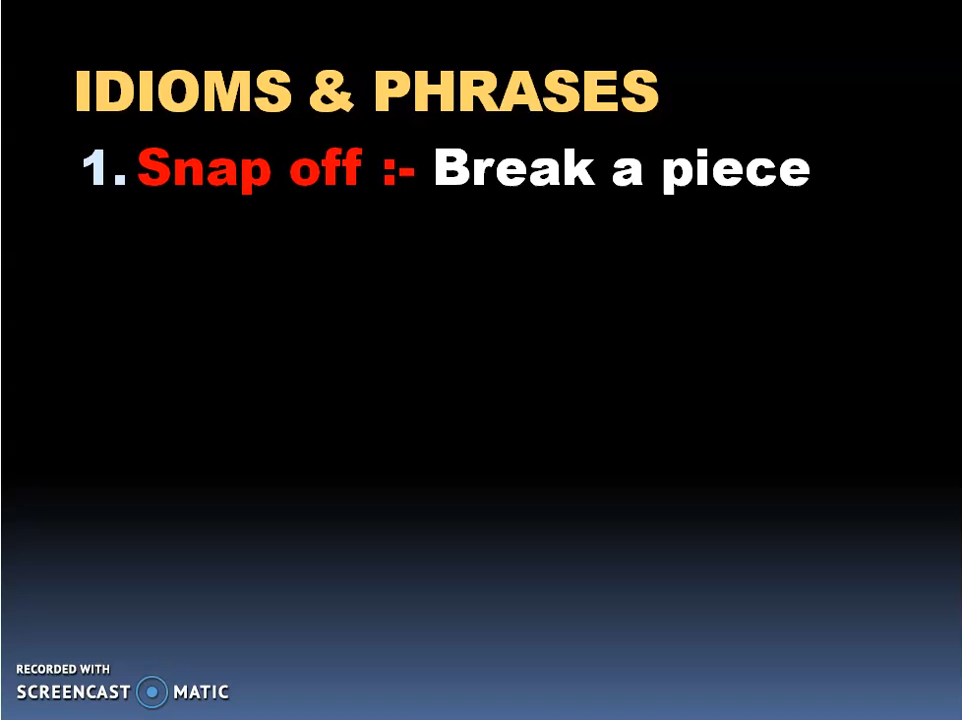 IDIOMS & PHRASES
1. Snap off :- Break a piece
RECORDED WITH
SCREENCAST MATIC